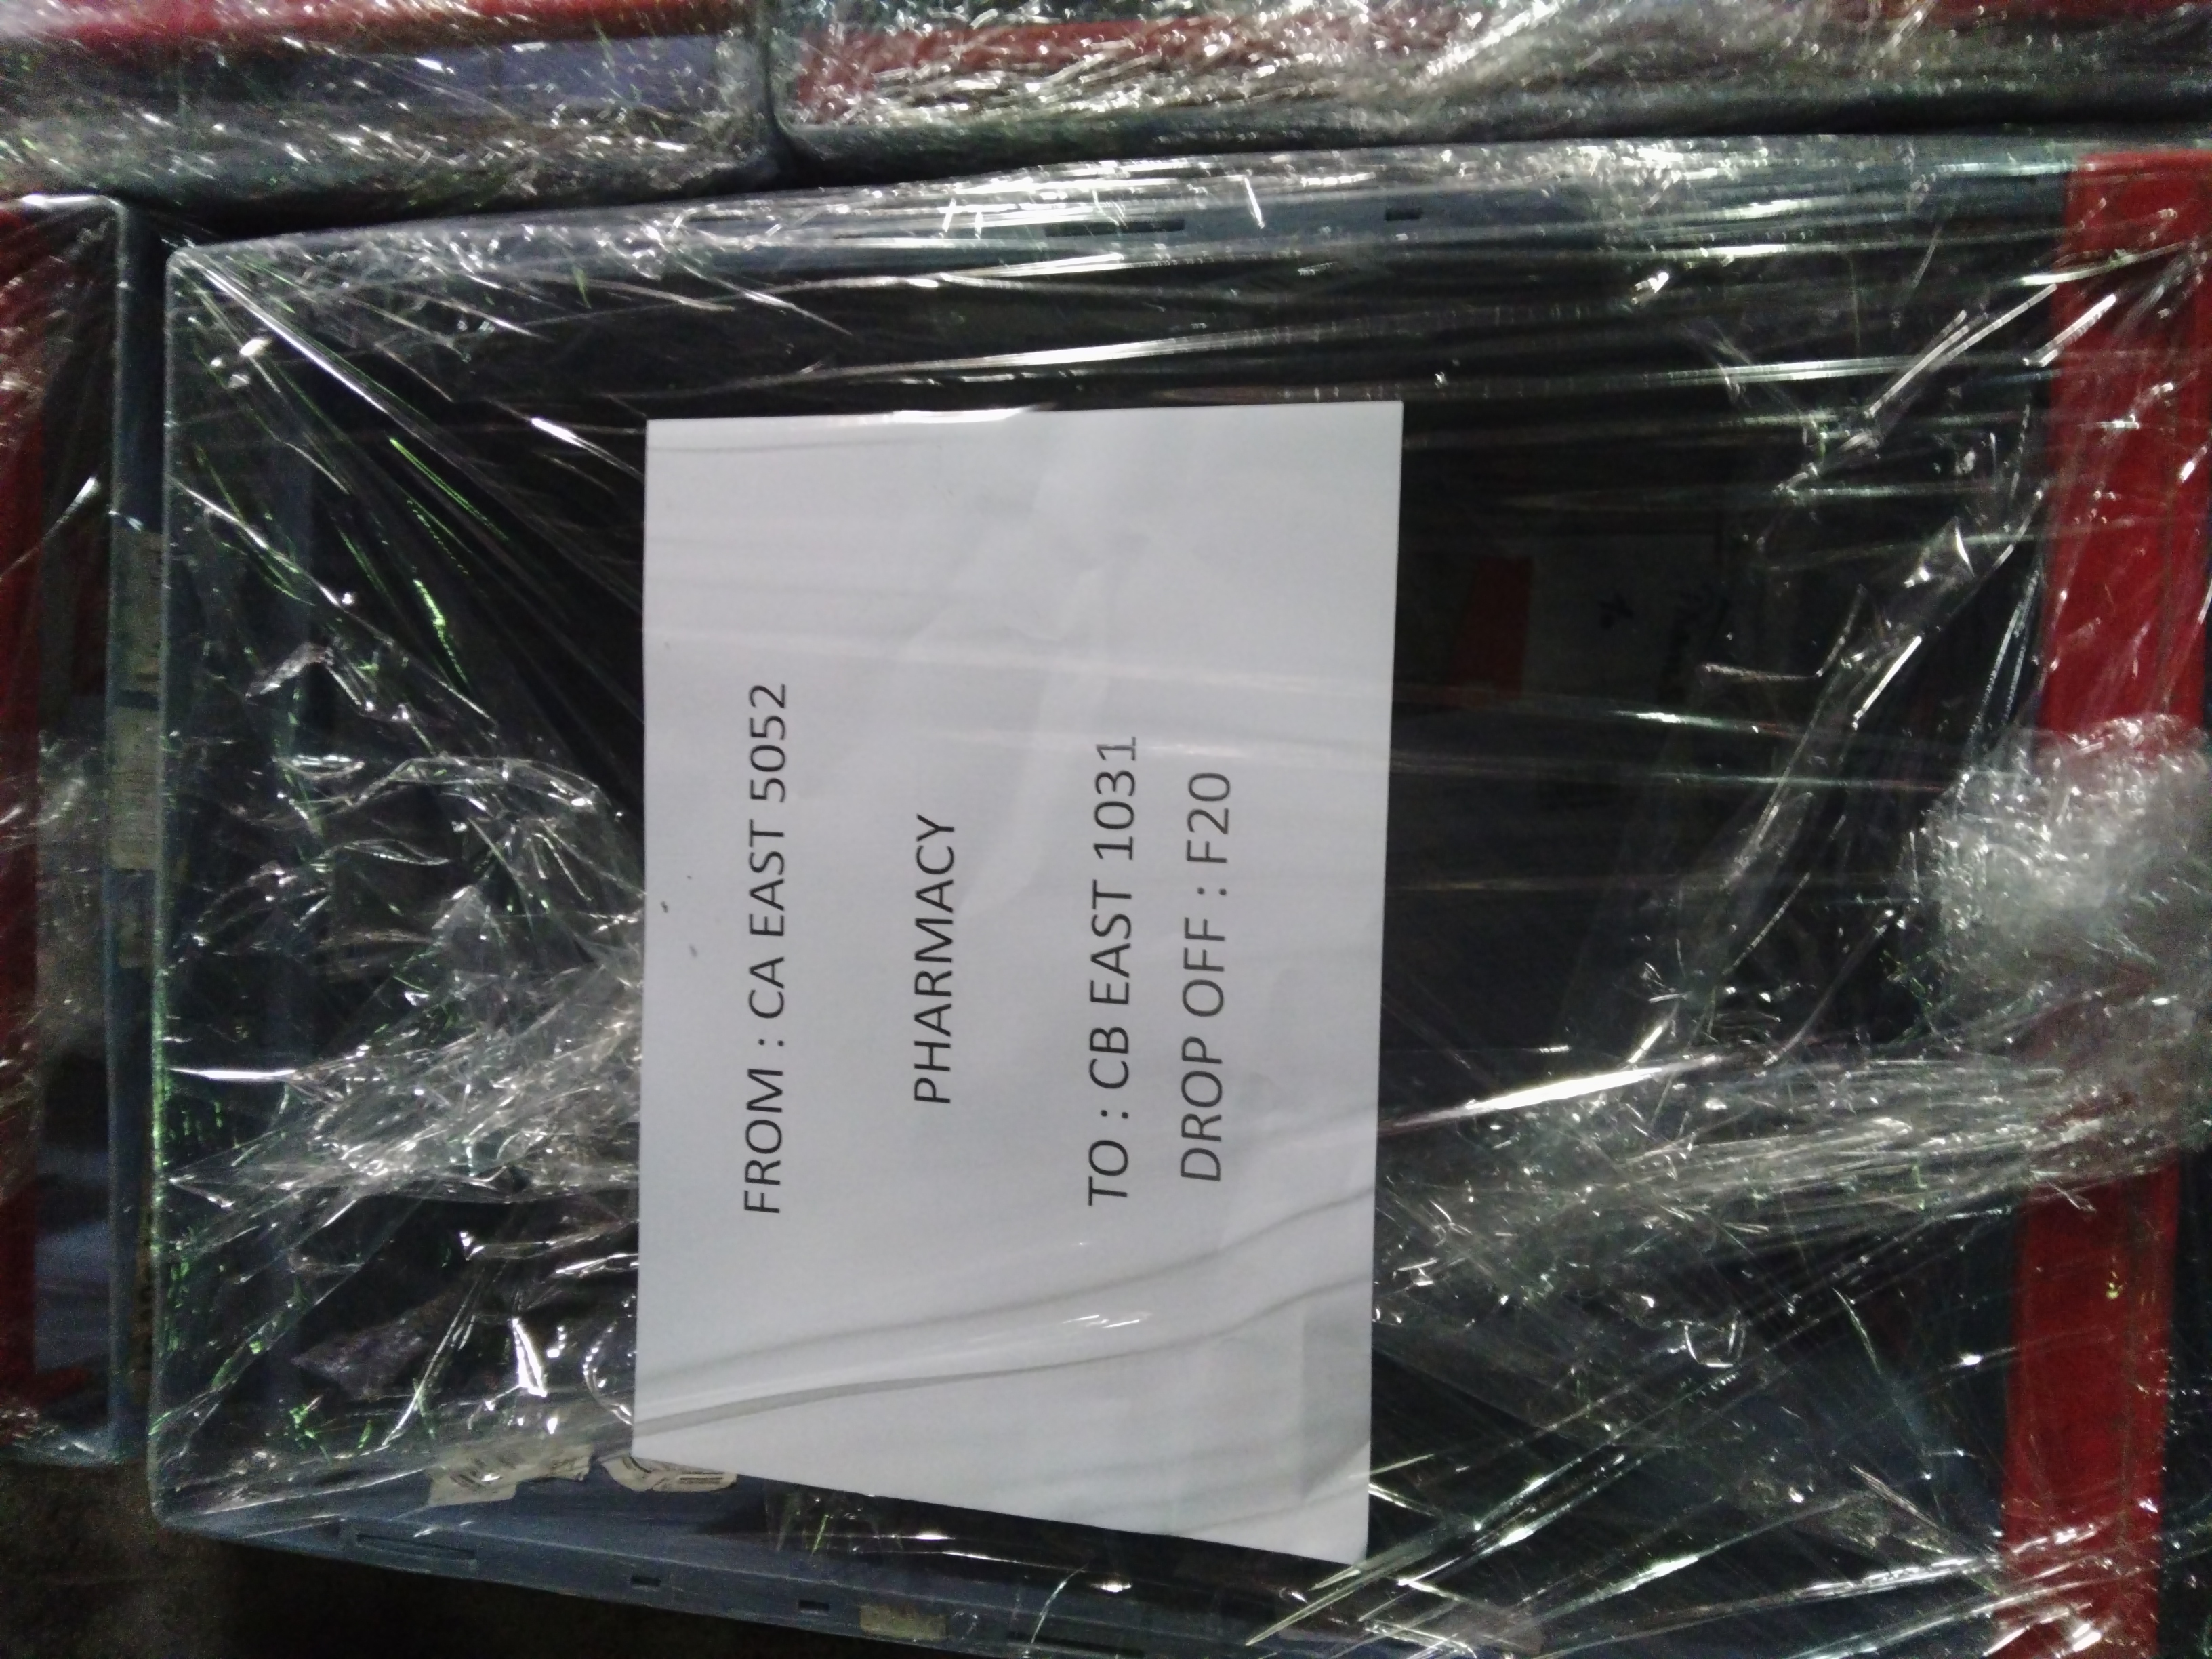 FROM : CA EAST 5052
PHARMACY
TO : CB EAST 1031
DROP OFF : F20